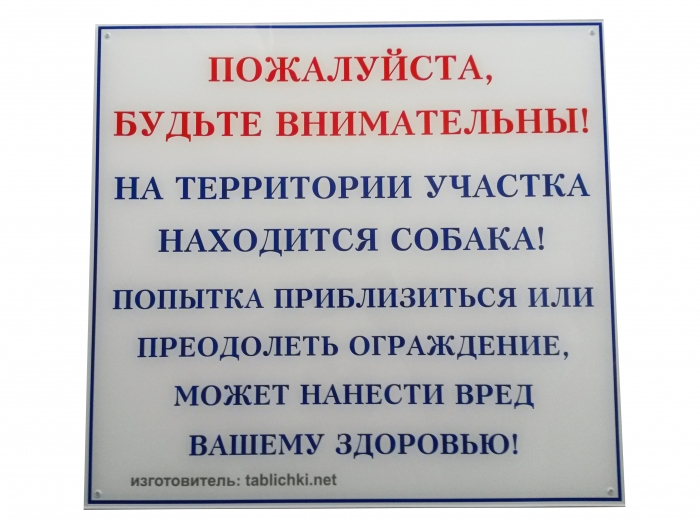 ПОЖАЛУЙСТА,
БУДЬТЕ ВНИМАТЕЛЬНЫ!
НА ТЕРРИТОРИИ УЧАСТКА
НАХОДИТСЯ СОБАКА!
ПОПЫТКА ПРИБЛИЗИТЬСЯ ИЛИ
ПРЕОДОЛЕТЬ ОГРАЖДЕНИЕ,
МОЖЕТ НАНЕСТИ ВРЕД
ВАШЕМУ ЗДОРОВЬЮ!
изготовитель: tablichki.net